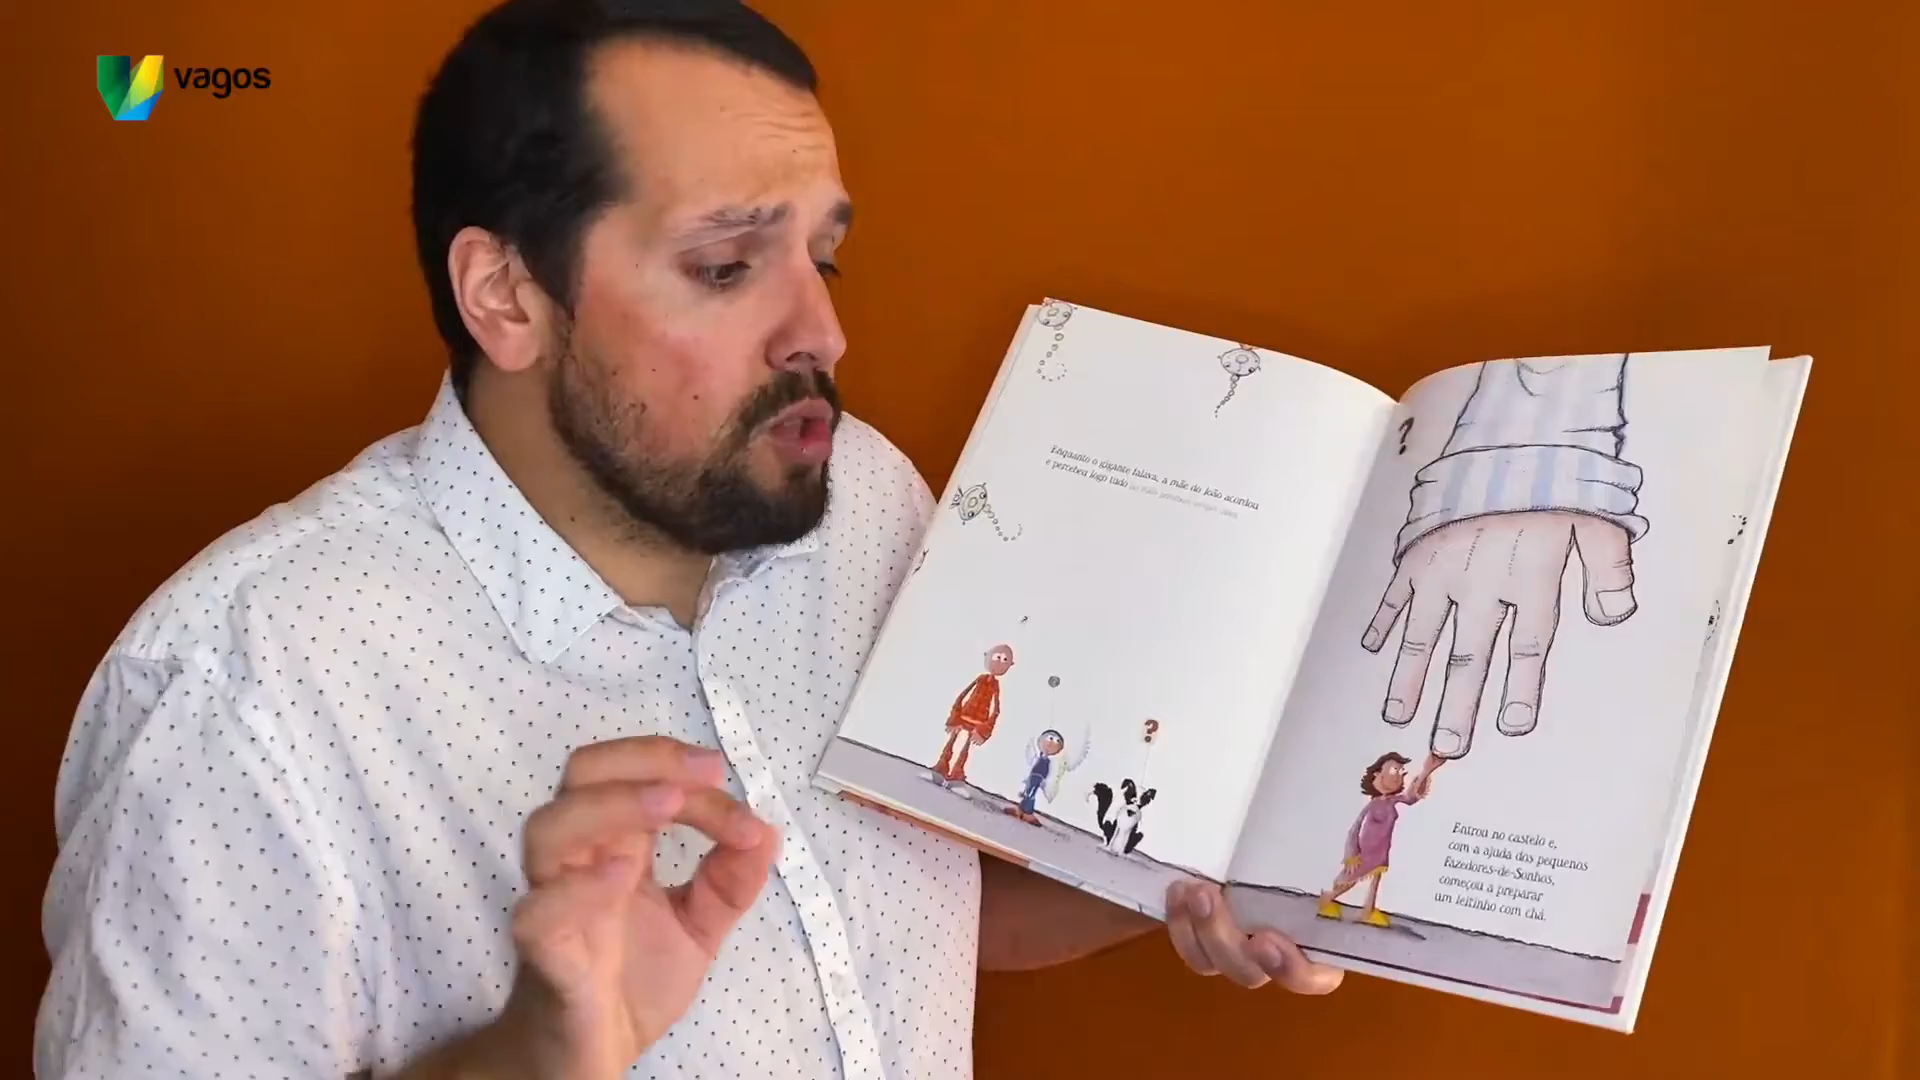 vagos
Enquanto o gigante falava, a mãe do João acordou
e percebeu logo tudo
?
?
Entrou no castelo e,
com a ajuda dos pequenos
Fazedores-de-Sonhos,
começou a preparar
um leitinho com chá.